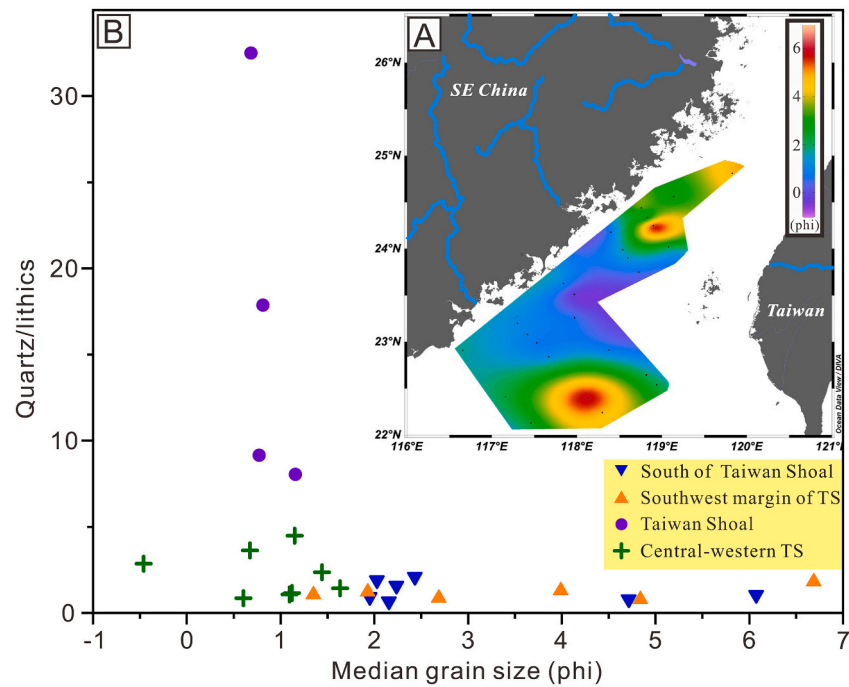 B
A
SE China
Taiwan
6
4
2
0
(phi)
26°N
25°N
24°N
23°N
22°N
116°E
117°E
118°E
119°E
120°E
121°E
Ocean Data View / DIVA
South of Taiwan Shoal
Southwest margin of TS
Taiwan Shoal
Central-western TS
Quartz/lithics
30
20
10
0
-1
0
1
2
3
4
5
6
7
Median grain size (phi)